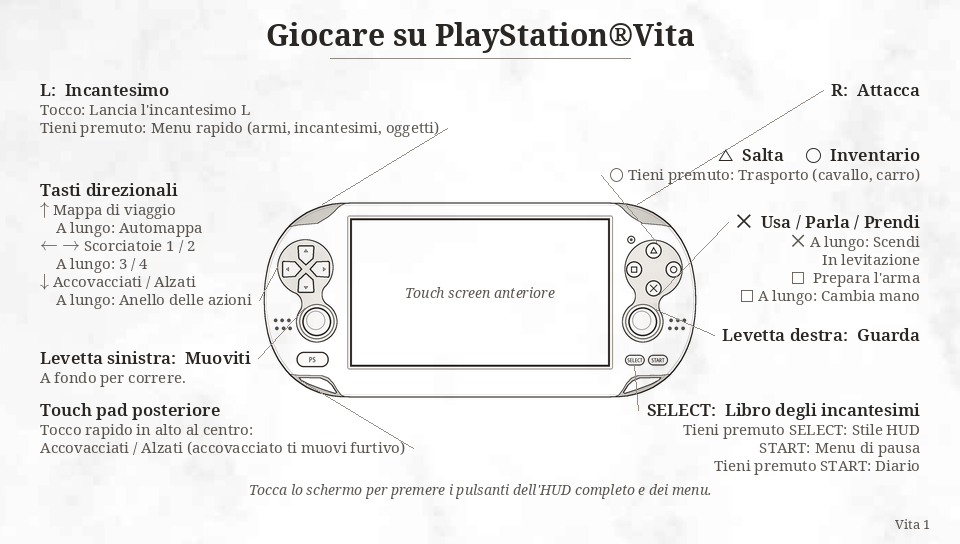 Giocare su PlayStation®Vita
L: Incantesimo
Tocco: Lancia l'incantesimo L
Tieni premuto: Menu rapido (armi, incantesimi, oggetti)
Tasti direzionali
↑ Mappa di viaggio
A lungo: Automappa
← → Scorciatoie 1 / 2
A lungo: 3 / 4
↓ Accovacciati / Alzati
A lungo: Anello delle azioni
Levetta sinistra: Muoviti
A fondo per correre.
Touch pad posteriore
Tocco rapido in alto al centro:
Accovacciati / Alzati (accovacciato ti muovi furtivo)
Touch screen anteriore
PS
SELECT
START
R: Attacca
△ Salta ○ Inventario
○ Tieni premuto: Trasporto (cavallo, carro)
✕ Usa / Parla / Prendi
✕ A lungo: Scendi
In levitazione
□ Prepara l'arma
□ A lungo: Cambia mano
Levetta destra: Guarda
SELECT: Libro degli incantesimi
Tieni premuto SELECT: Stile HUD
START: Menu di pausa
Tieni premuto START: Diario
Tocca lo schermo per premere i pulsanti dell'HUD completo e dei menu.
Vita 1